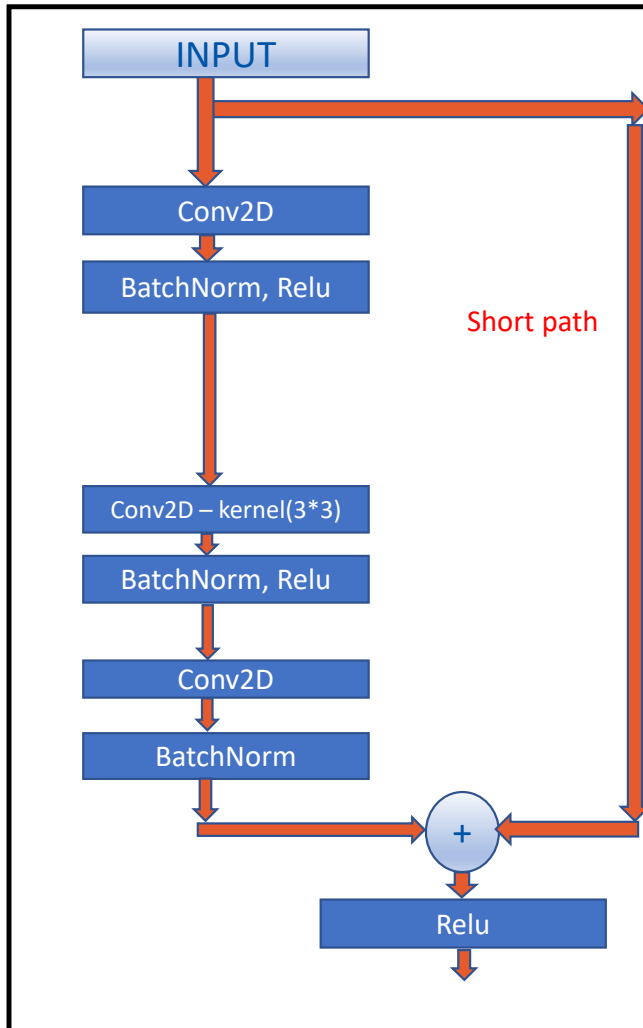 INPUT
Conv2D
BatchNorm, Relu
Short path
Conv2D – kernel(3*3)
BatchNorm, Relu
Conv2D
BatchNorm
+
Relu